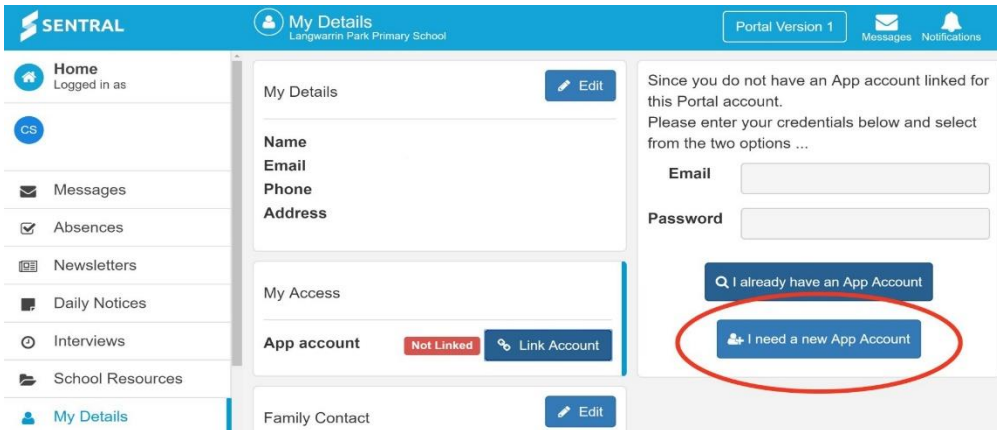 SENTRAL
My Details
Langwarrin Park Primary School
Portal Version 1
Messages
Notifications
Home
Logged in as
CS
Messages
Absences
Newsletters
Daily Notices
Interviews
School Resources
My Details
My Details
Edit
Name
Email
Phone
Address
My Access
App account
Not Linked
Link Account
Family Contact
Edit
Since you do not have an App account linked for
this Portal account.
Please enter your credentials below and select
from the two options ...
Email
Password
I already have an App Account
I need a new App Account